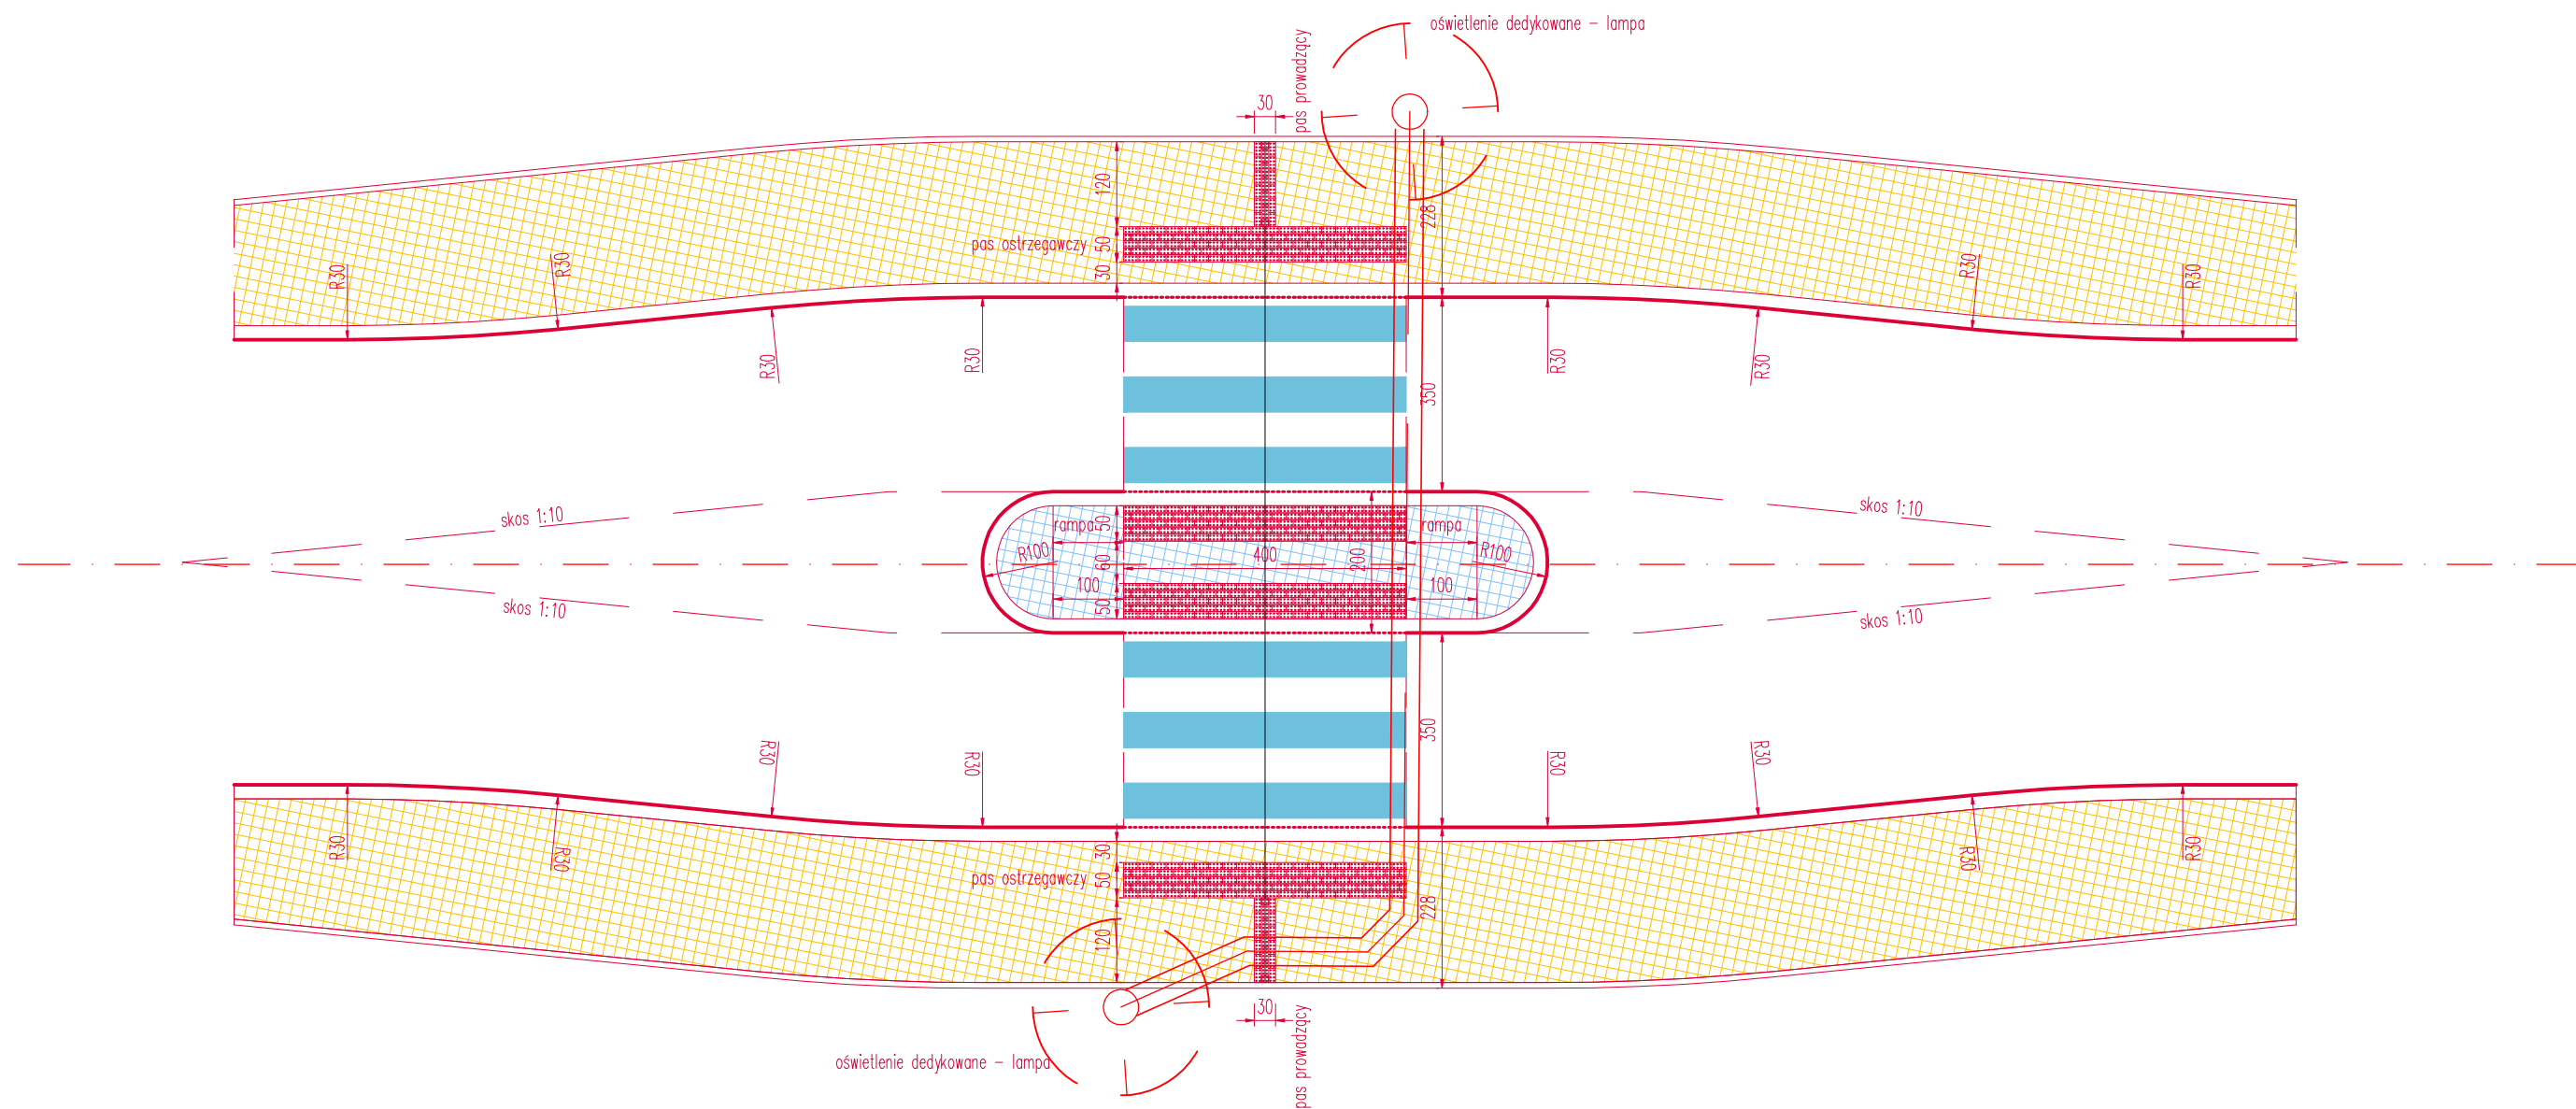 oświetlenie dedykowane – lampa
pas prowadzący
30
120
228
pas ostrzegawczy
50
30
R30
R30
R30
R30
R30
R30
R30
R30
350
skos 1:10
skos 1:10
rampa
50
rampa
R100
60
400
200
R100
100
50
100
skos 1:10
skos 1:10
350
R30
R30
R30
R30
R30
R30
R30
R30
30
pas ostrzegawczy
50
228
120
30
oświetlenie dedykowane – lampa
pas prowadzący